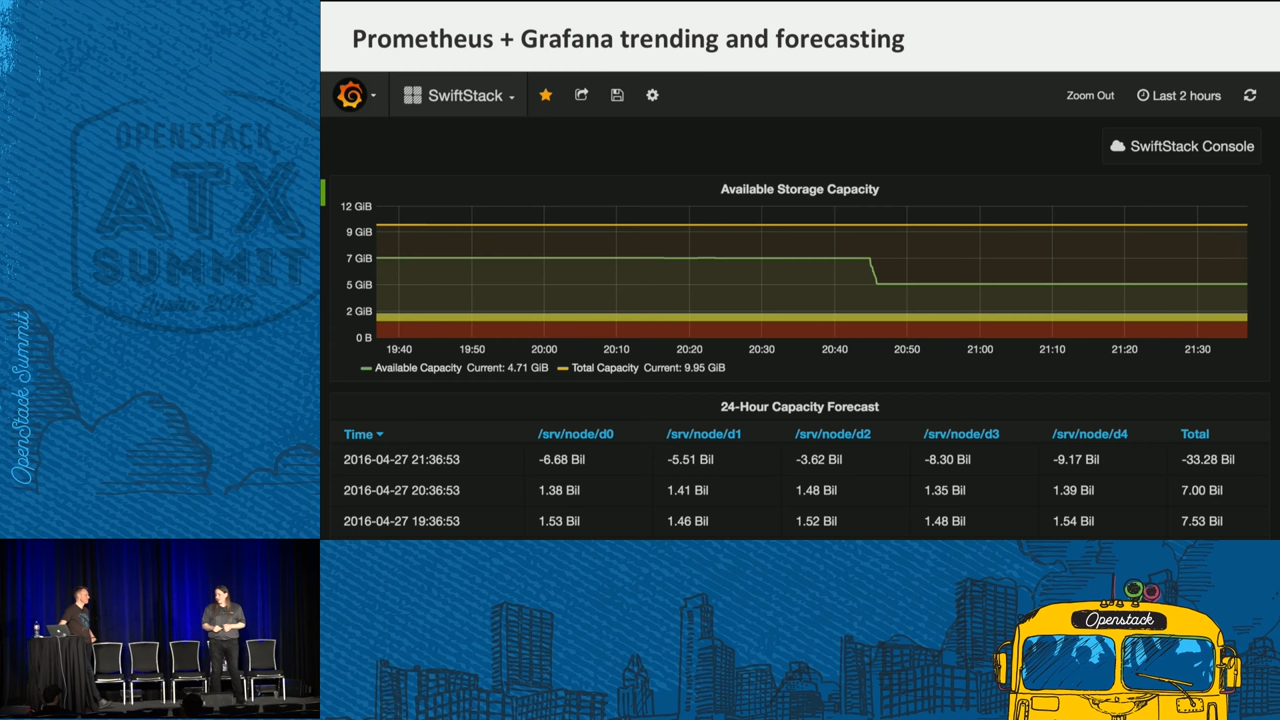 Prometheus + Grafana trending and forecasting
SwiftStack
Zoom Out
Last 2 hours
SwiftStack Console
Available Storage Capacity
12 GiB
9 GiB
7 GiB
5 GiB
2 GiB
0 B
19:40 19:50 20:00 20:10 20:20 20:30 20:40 20:50 21:00 21:10 21:20 21:30
Available Capacity Current: 4.71 GiB Total Capacity Current: 9.95 GiB
24-Hour Capacity Forecast
Time /srv/node/d0 /srv/node/d1 /srv/node/d2 /srv/node/d3 /srv/node/d4 Total
2016-04-27 21:36:53 -6.68 Bil -5.51 Bil -3.62 Bil -8.30 Bil -9.17 Bil -33.28 Bil
2016-04-27 20:36:53 1.38 Bil 1.41 Bil 1.48 Bil 1.35 Bil 1.39 Bil 7.00 Bil
2016-04-27 19:36:53 1.53 Bil 1.46 Bil 1.52 Bil 1.48 Bil 1.54 Bil 7.53 Bil
OPENSTACK
ATX
SUMMIT
Austin 2016
OpenStack Summit
Openstack